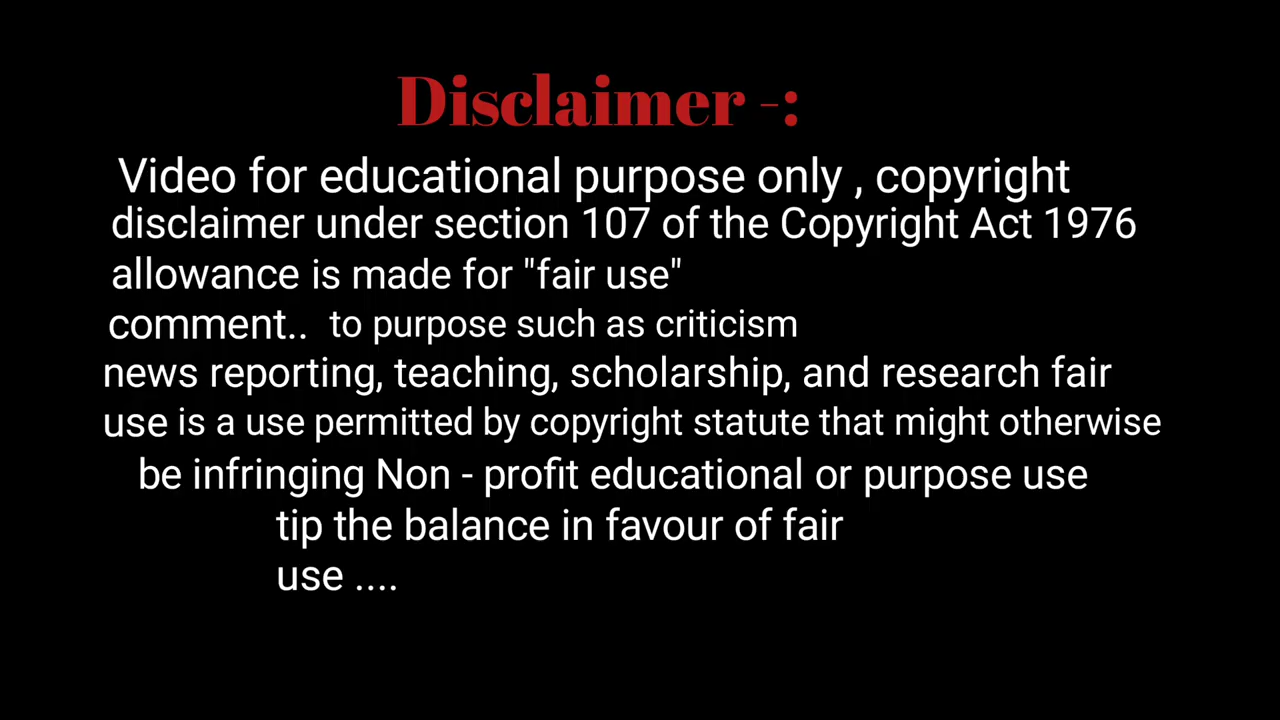 Disclaimer -:
Video for educational purpose only , copyright
disclaimer under section 107 of the Copyright Act 1976
allowance is made for "fair use"
comment.. to purpose such as criticism
news reporting, teaching, scholarship, and research fair
use is a use permitted by copyright statute that might otherwise
be infringing Non - profit educational or purpose use
tip the balance in favour of fair
use ....